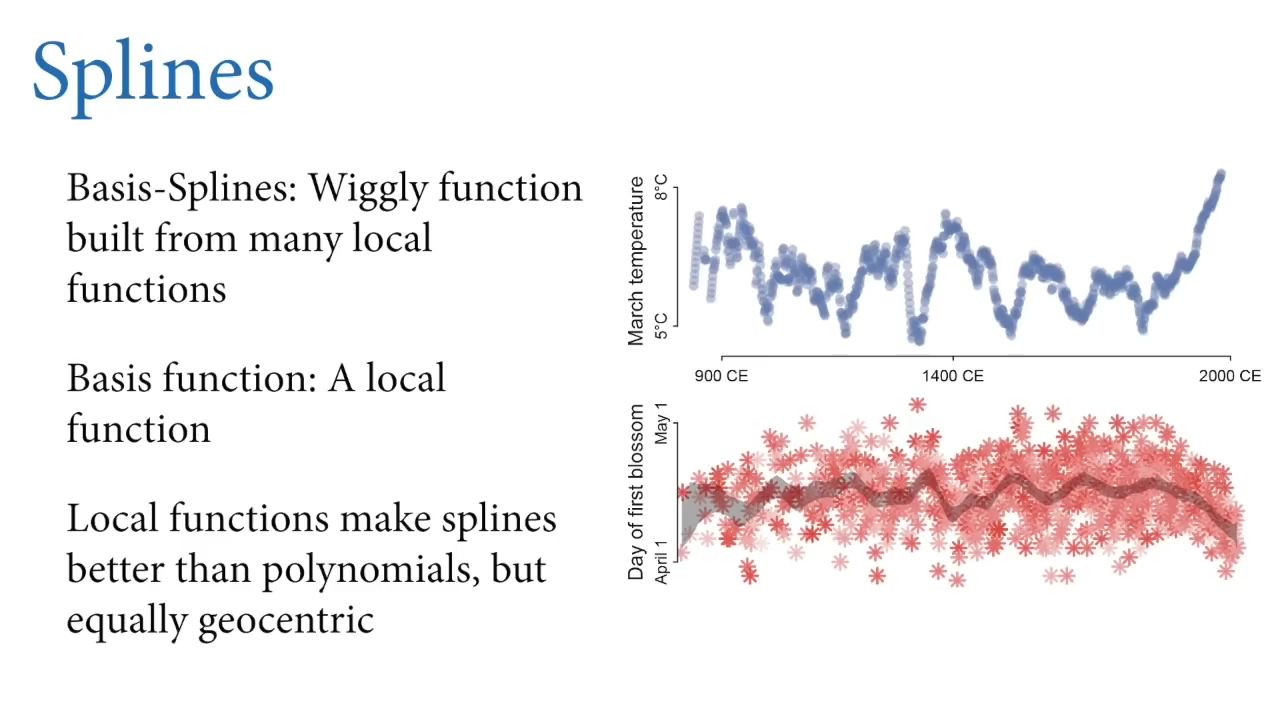 Splines
Basis-Splines: Wiggly function
built from many local
functions
Basis function: A local
function
Local functions make splines
better than polynomials, but
equally geocentric
March temperature
8°C
5°C
900 CE
1400 CE
2000 CE
Day of first blossom
May 1
April 1